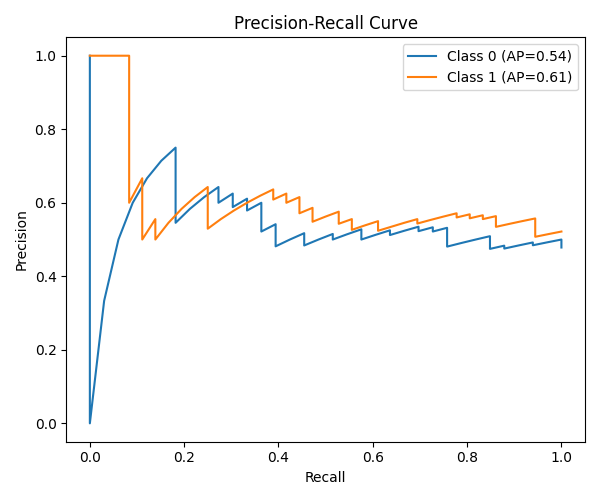 Precision-Recall Curve
Class 0 (AP=0.54)
Class 1 (AP=0.61)
Precision
1.0
0.8
0.6
0.4
0.2
0.0
0.0 0.2 0.4 0.6 0.8 1.0
Recall